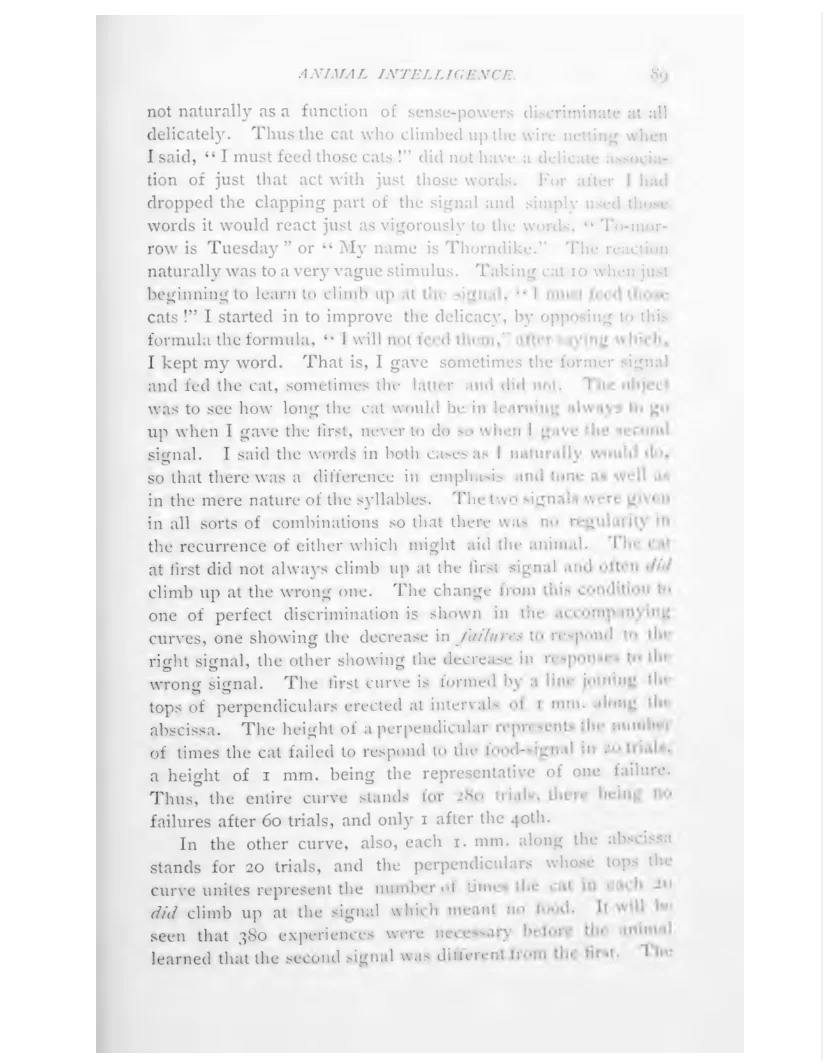 ANIMAL INTELLIGENCE. 89
not naturally as a function of sense-powers discriminate at all
delicately. Thus the cat who climbed up the wire netting when
I said, “ I must feed those cats !” did not have a delicate associa-
tion of just that act with just those words. For after I had
dropped the clapping part of the signal and simply used those
words it would react just as vigorously to the words, “ To-mor-
row is Tuesday ” or “ My name is Thorndike.” The reaction
naturally was to a very vague stimulus. Taking cat 10 when just
beginning to learn to climb up at the signal, “ I must feed those
cats !” I started in to improve the delicacy, by opposing to this
formula the formula, “ I will not feed them,” after saying which,
I kept my word. That is, I gave sometimes the former signal
and fed the cat, sometimes the latter and did not. The object
was to see how long the cat would be in learning always to go
up when I gave the first, never to do so when I gave the second
signal. I said the words in both cases as I naturally would do,
so that there was a difference in emphasis and tone as well as
in the mere nature of the syllables. The two signals were given
in all sorts of combinations so that there was no regularity in
the recurrence of either which might aid the animal. The cat
at first did not always climb up at the first signal and often did
climb up at the wrong one. The change from this condition to
one of perfect discrimination is shown in the accompanying
curves, one showing the decrease in failures to respond to the
right signal, the other showing the decrease in responses to the
wrong signal. The first curve is formed by a line joining the
tops of perpendiculars erected at intervals of 1 mm. along the
abscissa. The height of a perpendicular represents the number
of times the cat failed to respond to the food-signal in 20 trials,
a height of 1 mm. being the representative of one failure.
Thus, the entire curve stands for 280 trials, there being no
failures after 60 trials, and only 1 after the 40th.
In the other curve, also, each 1. mm. along the abscissa
stands for 20 trials, and the perpendiculars whose tops the
curve unites represent the number of times the cat in each 20
did climb up at the signal which meant no food. It will be
seen that 380 experiences were necessary before the animal
learned that the second signal was different from the first. The